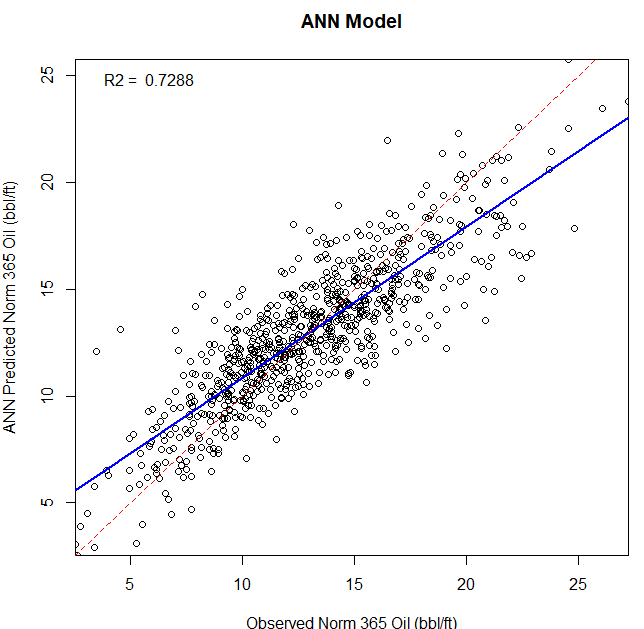 ANN Model
R2 = 0.7288
25
20
15
10
5
ANN Predicted Norm 365 Oil (bbl/ft)
5 10 15 20 25
Observed Norm 365 Oil (bbl/ft)